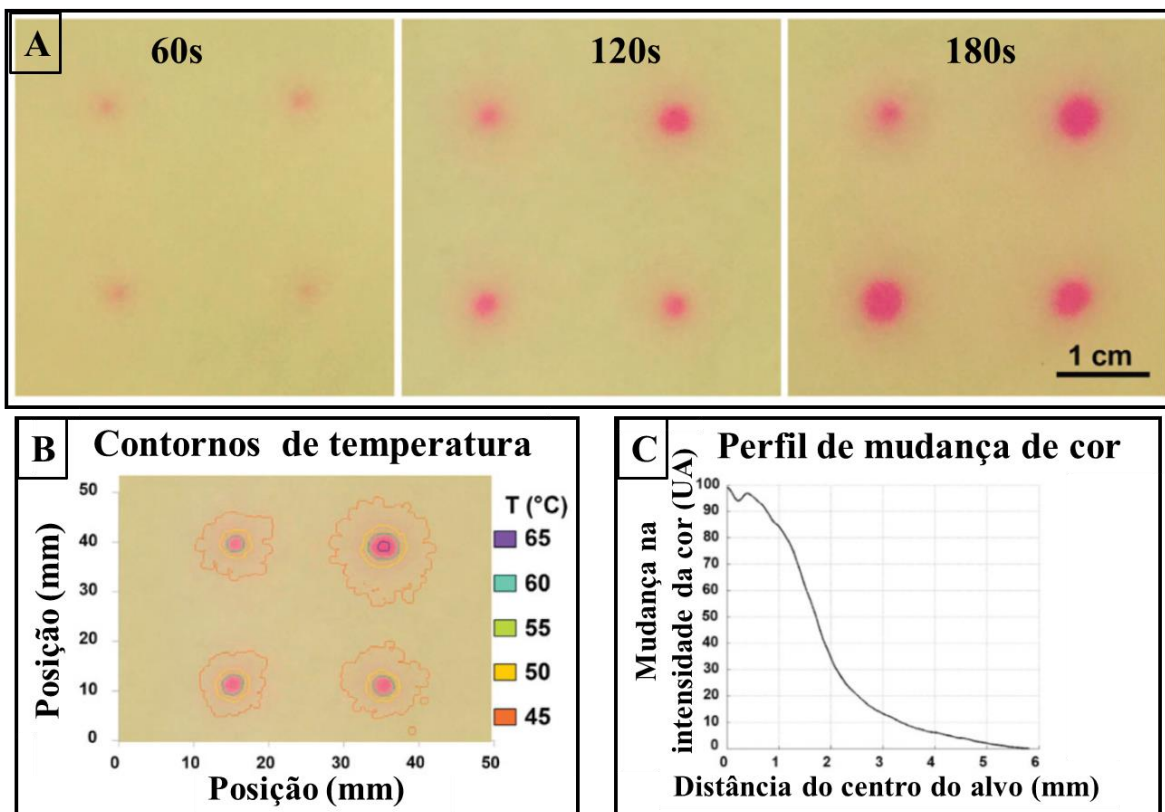 A
60s
120s
180s
1 cm
B
Contornos de temperatura
Posição (mm)
50
40
30
20
10
0
0
10
20
30
40
50
Posição (mm)
T (°C)
65
60
55
50
45
C
Perfil de mudança de cor
Mudança na
intensidade da cor (UA)
100
90
80
70
60
50
40
30
20
10
0
0
1
2
3
4
5
6
Distância do centro do alvo (mm)